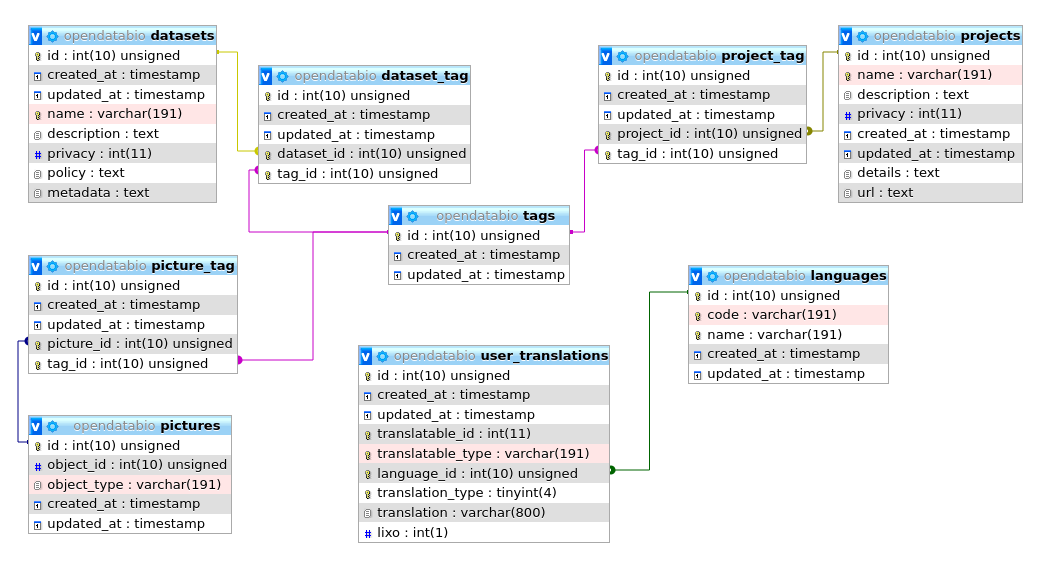 opendatabio datasets
id : int(10) unsigned
created_at : timestamp
updated_at : timestamp
name : varchar(191)
description : text
privacy : int(11)
policy : text
metadata : text
opendatabio dataset_tag
id : int(10) unsigned
created_at : timestamp
updated_at : timestamp
dataset_id : int(10) unsigned
tag_id : int(10) unsigned
opendatabio project_tag
id : int(10) unsigned
created_at : timestamp
updated_at : timestamp
project_id : int(10) unsigned
tag_id : int(10) unsigned
opendatabio projects
id : int(10) unsigned
name : varchar(191)
description : text
privacy : int(11)
created_at : timestamp
updated_at : timestamp
details : text
url : text
opendatabio tags
id : int(10) unsigned
created_at : timestamp
updated_at : timestamp
opendatabio picture_tag
id : int(10) unsigned
created_at : timestamp
updated_at : timestamp
picture_id : int(10) unsigned
tag_id : int(10) unsigned
opendatabio languages
id : int(10) unsigned
code : varchar(191)
name : varchar(191)
created_at : timestamp
updated_at : timestamp
opendatabio user_translations
id : int(10) unsigned
created_at : timestamp
updated_at : timestamp
translatable_id : int(11)
translatable_type : varchar(191)
language_id : int(10) unsigned
translation_type : tinyint(4)
translation : varchar(800)
lixo : int(1)
opendatabio pictures
id : int(10) unsigned
object_id : int(10) unsigned
object_type : varchar(191)
created_at : timestamp
updated_at : timestamp